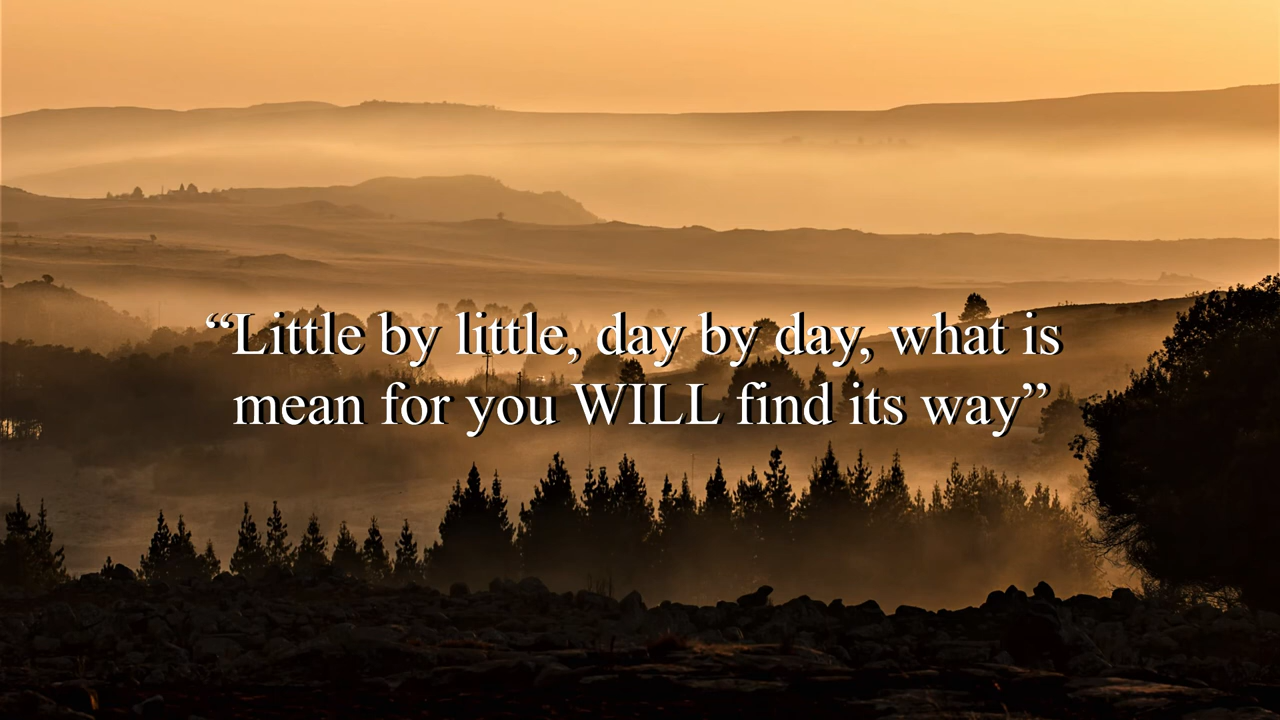 “Little by little, day by day, what is
mean for you WILL find its way”